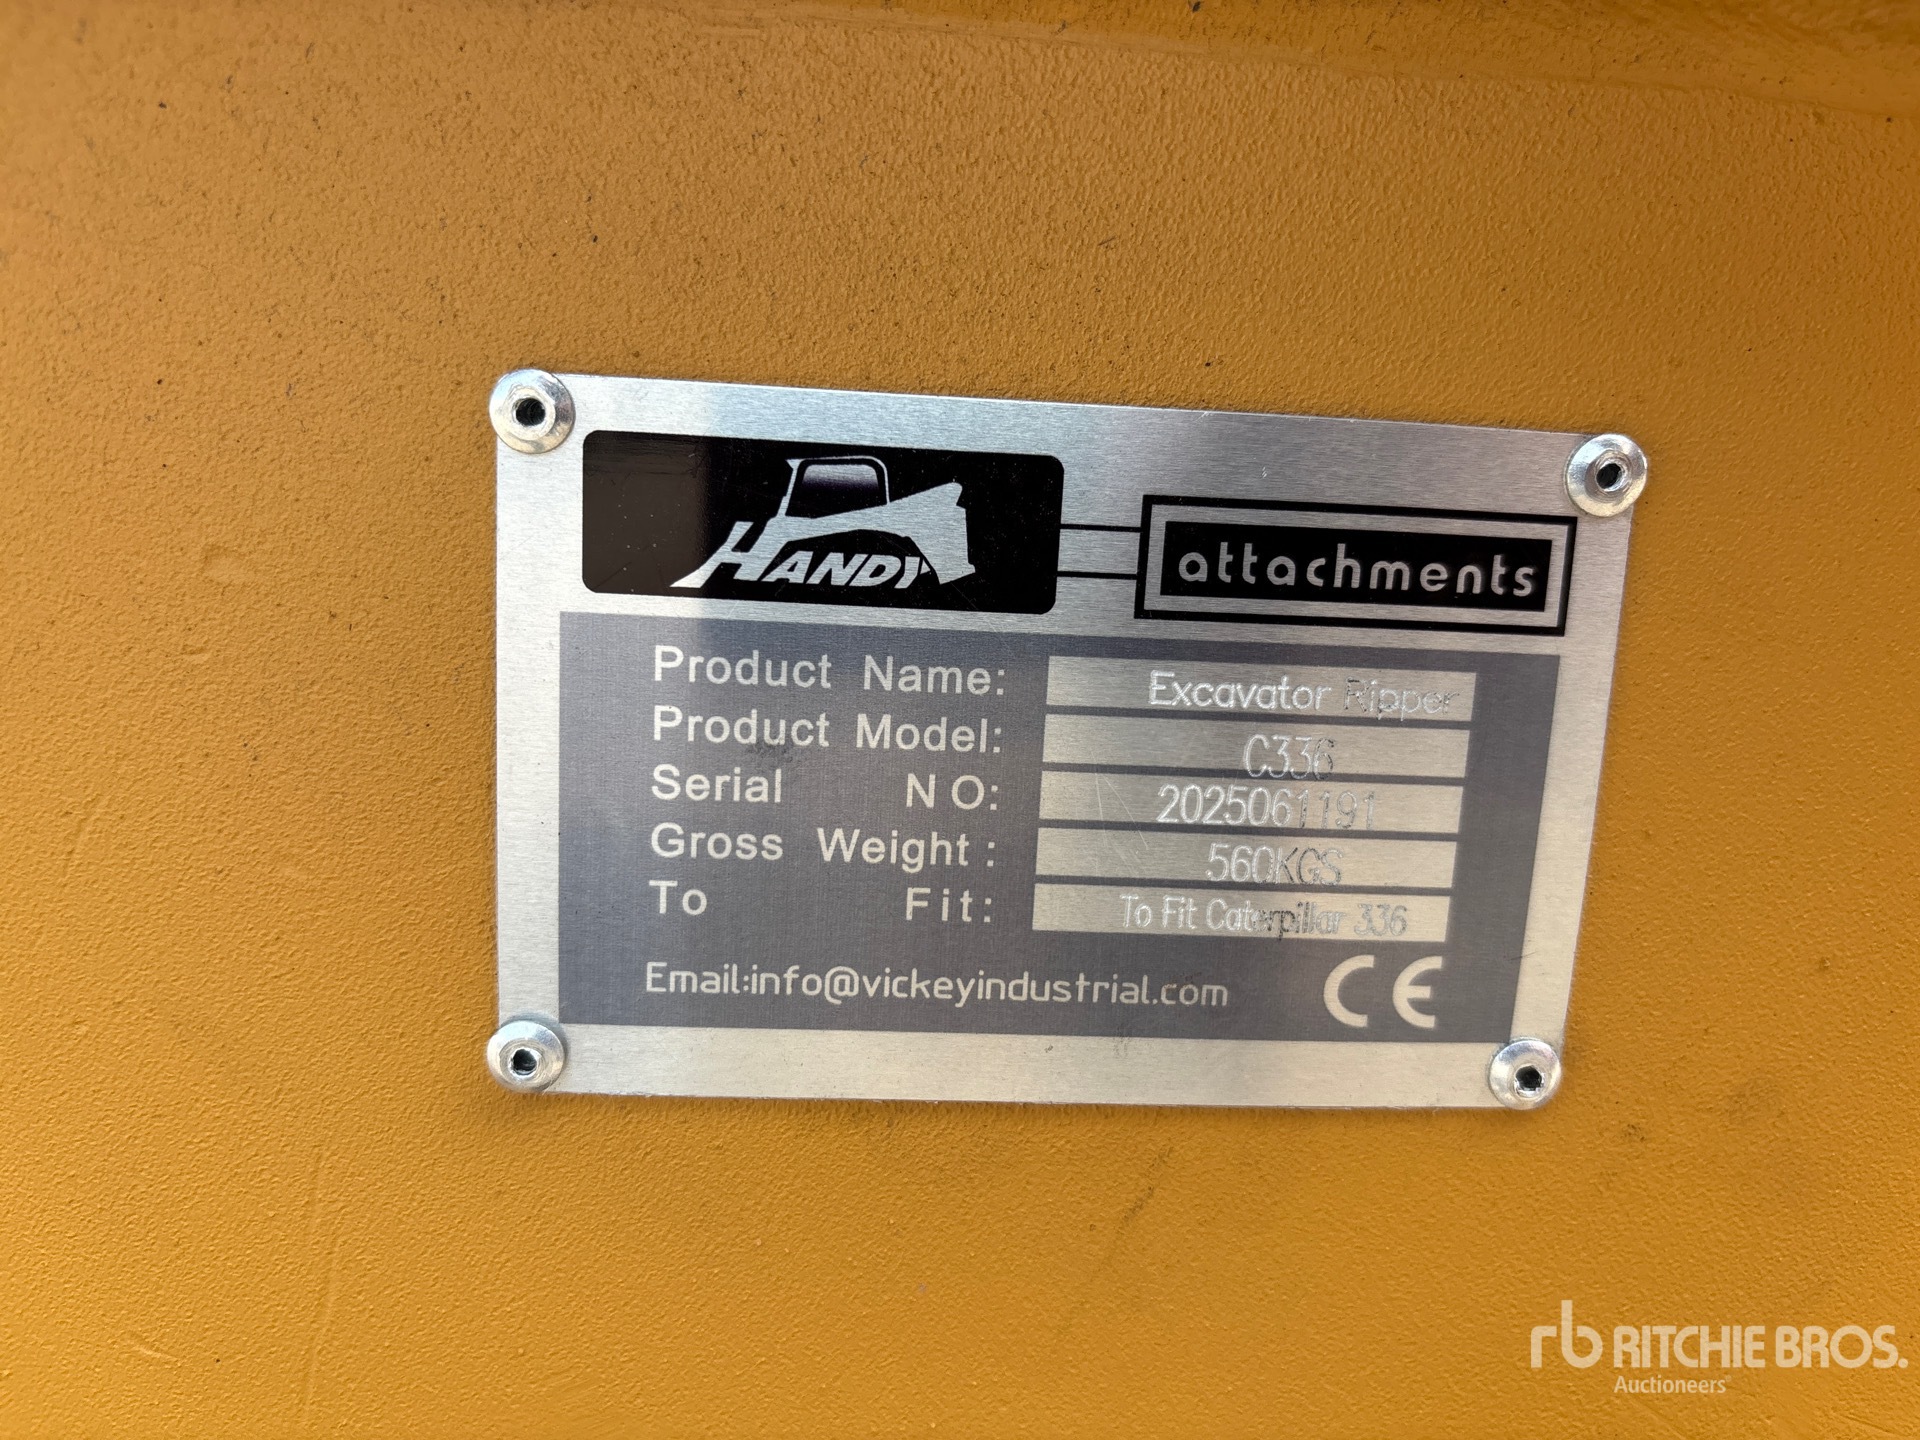 HANDY
attachments
Product Name: Excavator Ripper
Product Model: C336
Serial NO: 2025061191
Gross Weight: 560KGS
To Fit: To Fit Caterpillar 336
Email:info@vickeyindustrial.com CE
rb RITCHIE BROS.
Auctioneers